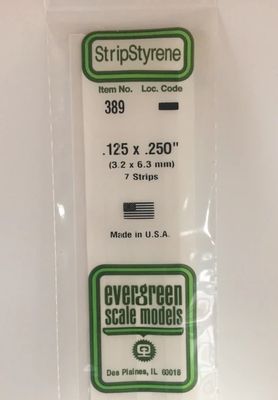 StripStyrene
Item No. Loc. Code
389
.125 x .250"
(3.2 x 6.3 mm)
7 Strips
Made in U.S.A.
evergreen
scale models
Des Plaines, IL 60018